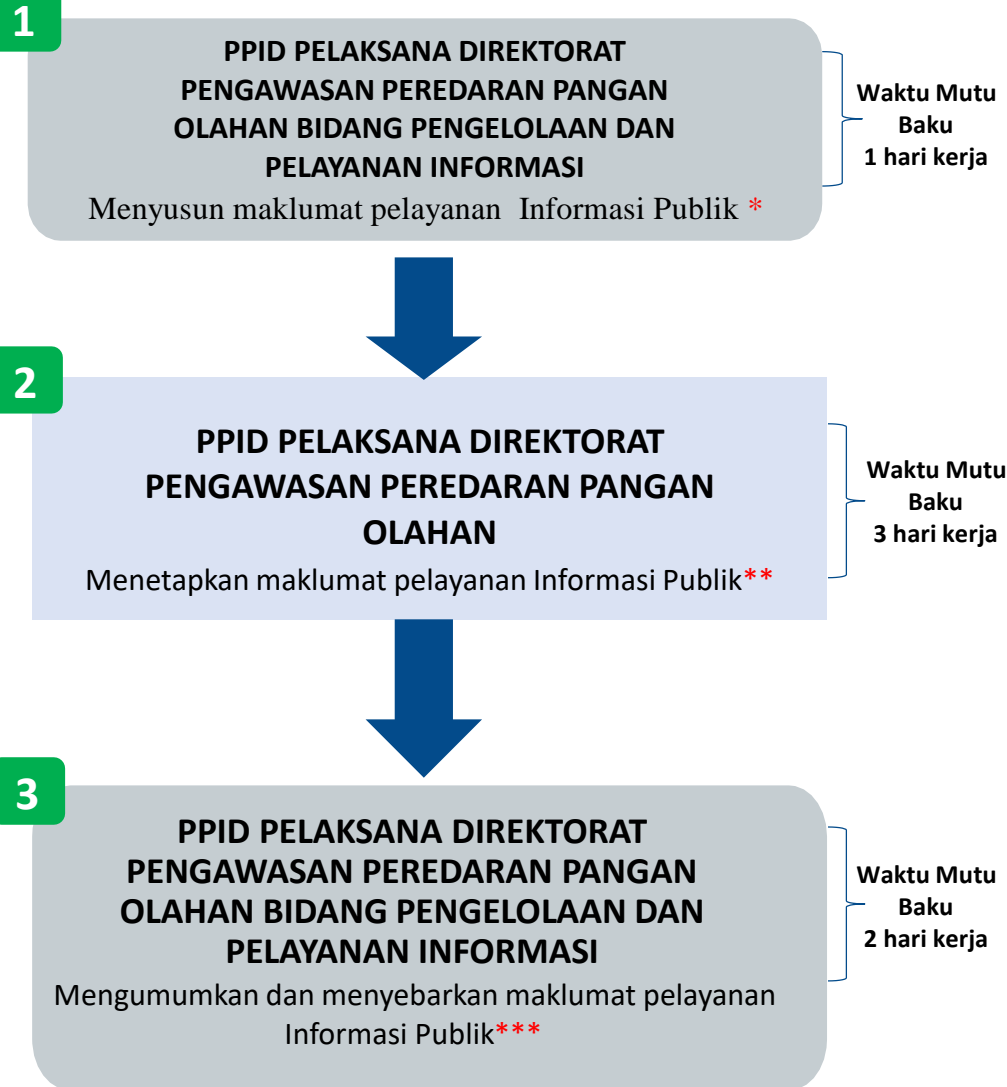 1
PPID PELAKSANA DIREKTORAT
PENGAWASAN PEREDARAN PANGAN
OLAHAN BIDANG PENGELOLAAN DAN
PELAYANAN INFORMASI
Menyusun maklumat pelayanan Informasi Publik *
Waktu Mutu
Baku
1 hari kerja
2
PPID PELAKSANA DIREKTORAT
PENGAWASAN PEREDARAN PANGAN
OLAHAN
Menetapkan maklumat pelayanan Informasi Publik**
Waktu Mutu
Baku
3 hari kerja
3
PPID PELAKSANA DIREKTORAT
PENGAWASAN PEREDARAN PANGAN
OLAHAN BIDANG PENGELOLAAN DAN
PELAYANAN INFORMASI
Mengumumkan dan menyebarkan maklumat pelayanan
Informasi Publik***
Waktu Mutu
Baku
2 hari kerja